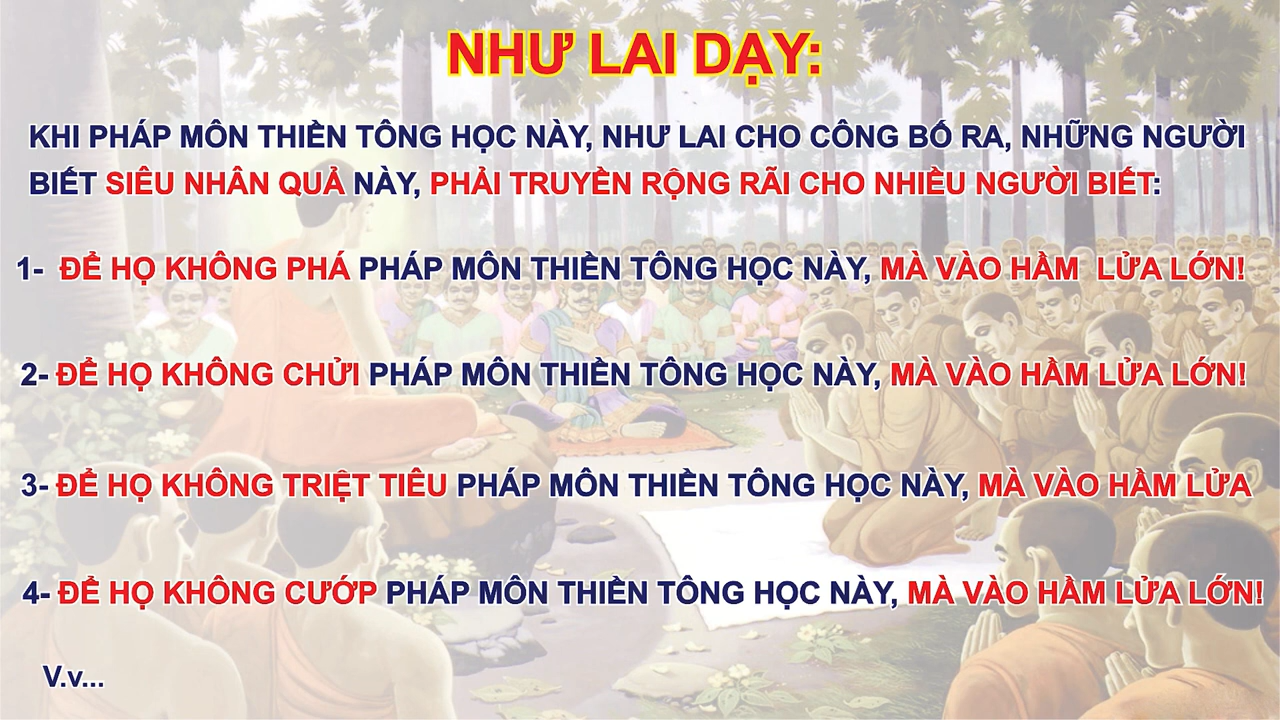 NHƯ LAI DẠY:
KHI PHÁP MÔN THIỀN TÔNG HỌC NÀY, NHƯ LAI CHO CÔNG BỐ RA, NHỮNG NGƯỜI
BIẾT SIÊU NHÂN QUẢ NÀY, PHẢI TRUYỀN RỘNG RÃI CHO NHIỀU NGƯỜI BIẾT:
1- ĐỂ HỌ KHÔNG PHÁ PHÁP MÔN THIỀN TÔNG HỌC NÀY, MÀ VÀO HẦM LỬA LỚN!
2- ĐỂ HỌ KHÔNG CHỬI PHÁP MÔN THIỀN TÔNG HỌC NÀY, MÀ VÀO HẦM LỬA LỚN!
3- ĐỂ HỌ KHÔNG TRIỆT TIÊU PHÁP MÔN THIỀN TÔNG HỌC NÀY, MÀ VÀO HẦM LỬA
4- ĐỂ HỌ KHÔNG CƯỚP PHÁP MÔN THIỀN TÔNG HỌC NÀY, MÀ VÀO HẦM LỬA LỚN!
V.v...